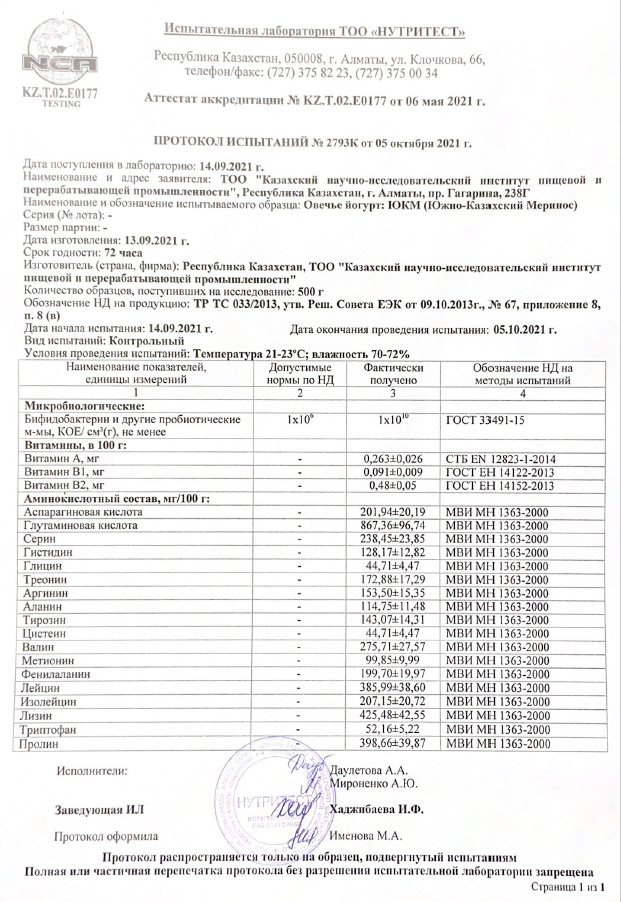 Испытательная лаборатория ТОО «НУТРИТЕСТ»
Республика Казахстан, 050008, г. Алматы, ул. Клочкова, 66,
телефон/факс: (727) 375 82 23, (727) 375 00 34
NCA
KZ.T.02.E0177
TESTING
Аттестат аккредитации № KZ.T.02.E0177 от 06 мая 2021 г.
ПРОТОКОЛ ИСПЫТАНИЙ № 2793К от 05 октября 2021 г.
Дата поступления в лабораторию: 14.09.2021 г.
Наименование и адрес заявителя: ТОО "Казахский научно-исследовательский институт пищевой и
перерабатывающей промышленности", Республика Казахстан, г. Алматы, пр. Гагарина, 238Г
Наименование и обозначение испытываемого образца: Овечье йогурт: ЮКМ (Южно-Казахский Меринос)
Серия (№ лота): -
Размер партии: -
Дата изготовления: 13.09.2021 г.
Срок годности: 72 часа
Изготовитель (страна, фирма): Республика Казахстан, ТОО "Казахский научно-исследовательский институт
пищевой и перерабатывающей промышленности"
Количество образцов, поступивших на исследование: 500 г
Обозначение НД на продукцию: ТР ТС 033/2013, утв. Реш. Совета ЕЭК от 09.10.2013г., № 67, приложение 8,
п. 8 (в)
Дата начала испытания: 14.09.2021г. Дата окончания проведения испытания: 05.10.2021г.
Вид испытаний: Контрольный
Условия проведения испытаний: Температура 21-23ºС; влажность 70-72%
Наименование показателей, Допустимые Фактически Обозначение НД на
единицы измерений нормы по НД получено методы испытаний
1 2 3 4
Микробиологические:
Бифидобактерии и другие пробиотические 1х10⁶ 1х10¹⁰ ГОСТ 33491-15
м-мы, КОЕ/ см³(г), не менее
Витамины, в 100 г:
Витамин А, мг - 0,263±0,026 СТБ EN 12823-1-2014
Витамин В1, мг - 0,091±0,009 ГОСТ ЕН 14122-2013
Витамин В2, мг - 0,48±0,05 ГОСТ ЕН 14152-2013
Аминокислотный состав, мг/100 г:
Аспарагиновая кислота - 201,94±20,19 МВИ МН 1363-2000
Глутаминовая кислота - 867,36±96,74 МВИ МН 1363-2000
Серин - 238,45±23,85 МВИ МН 1363-2000
Гистидин - 128,17±12,82 МВИ МН 1363-2000
Глицин - 44,71±4,47 МВИ МН 1363-2000
Треонин - 172,88±17,29 МВИ МН 1363-2000
Аргинин - 153,50±15,35 МВИ МН 1363-2000
Аланин - 114,75±11,48 МВИ МН 1363-2000
Тирозин - 143,07±14,31 МВИ МН 1363-2000
Цистеин - 44,71±4,47 МВИ МН 1363-2000
Валин - 275,71±27,57 МВИ МН 1363-2000
Метионин - 99,85±9,99 МВИ МН 1363-2000
Фенилаланин - 199,70±19,97 МВИ МН 1363-2000
Лейцин - 385,99±38,60 МВИ МН 1363-2000
Изолейцин - 207,15±20,72 МВИ МН 1363-2000
Лизин - 425,48±42,55 МВИ МН 1363-2000
Триптофан - 52,16±5,22 МВИ МН 1363-2000
Пролин - 398,66±39,87 МВИ МН 1363-2000
Исполнители: Даулетова А.А.
Мироненко А.Ю.
НУТРИТЕСТ
Заведующая ИЛ Хаджибаева И.Ф.
Протокол оформила Именова М.А.
Протокол распространяется только на образец, подвергнутый испытаниям
Полная или частичная перепечатка протокола без разрешения испытательной лаборатории запрещена
Страница 1 из 1